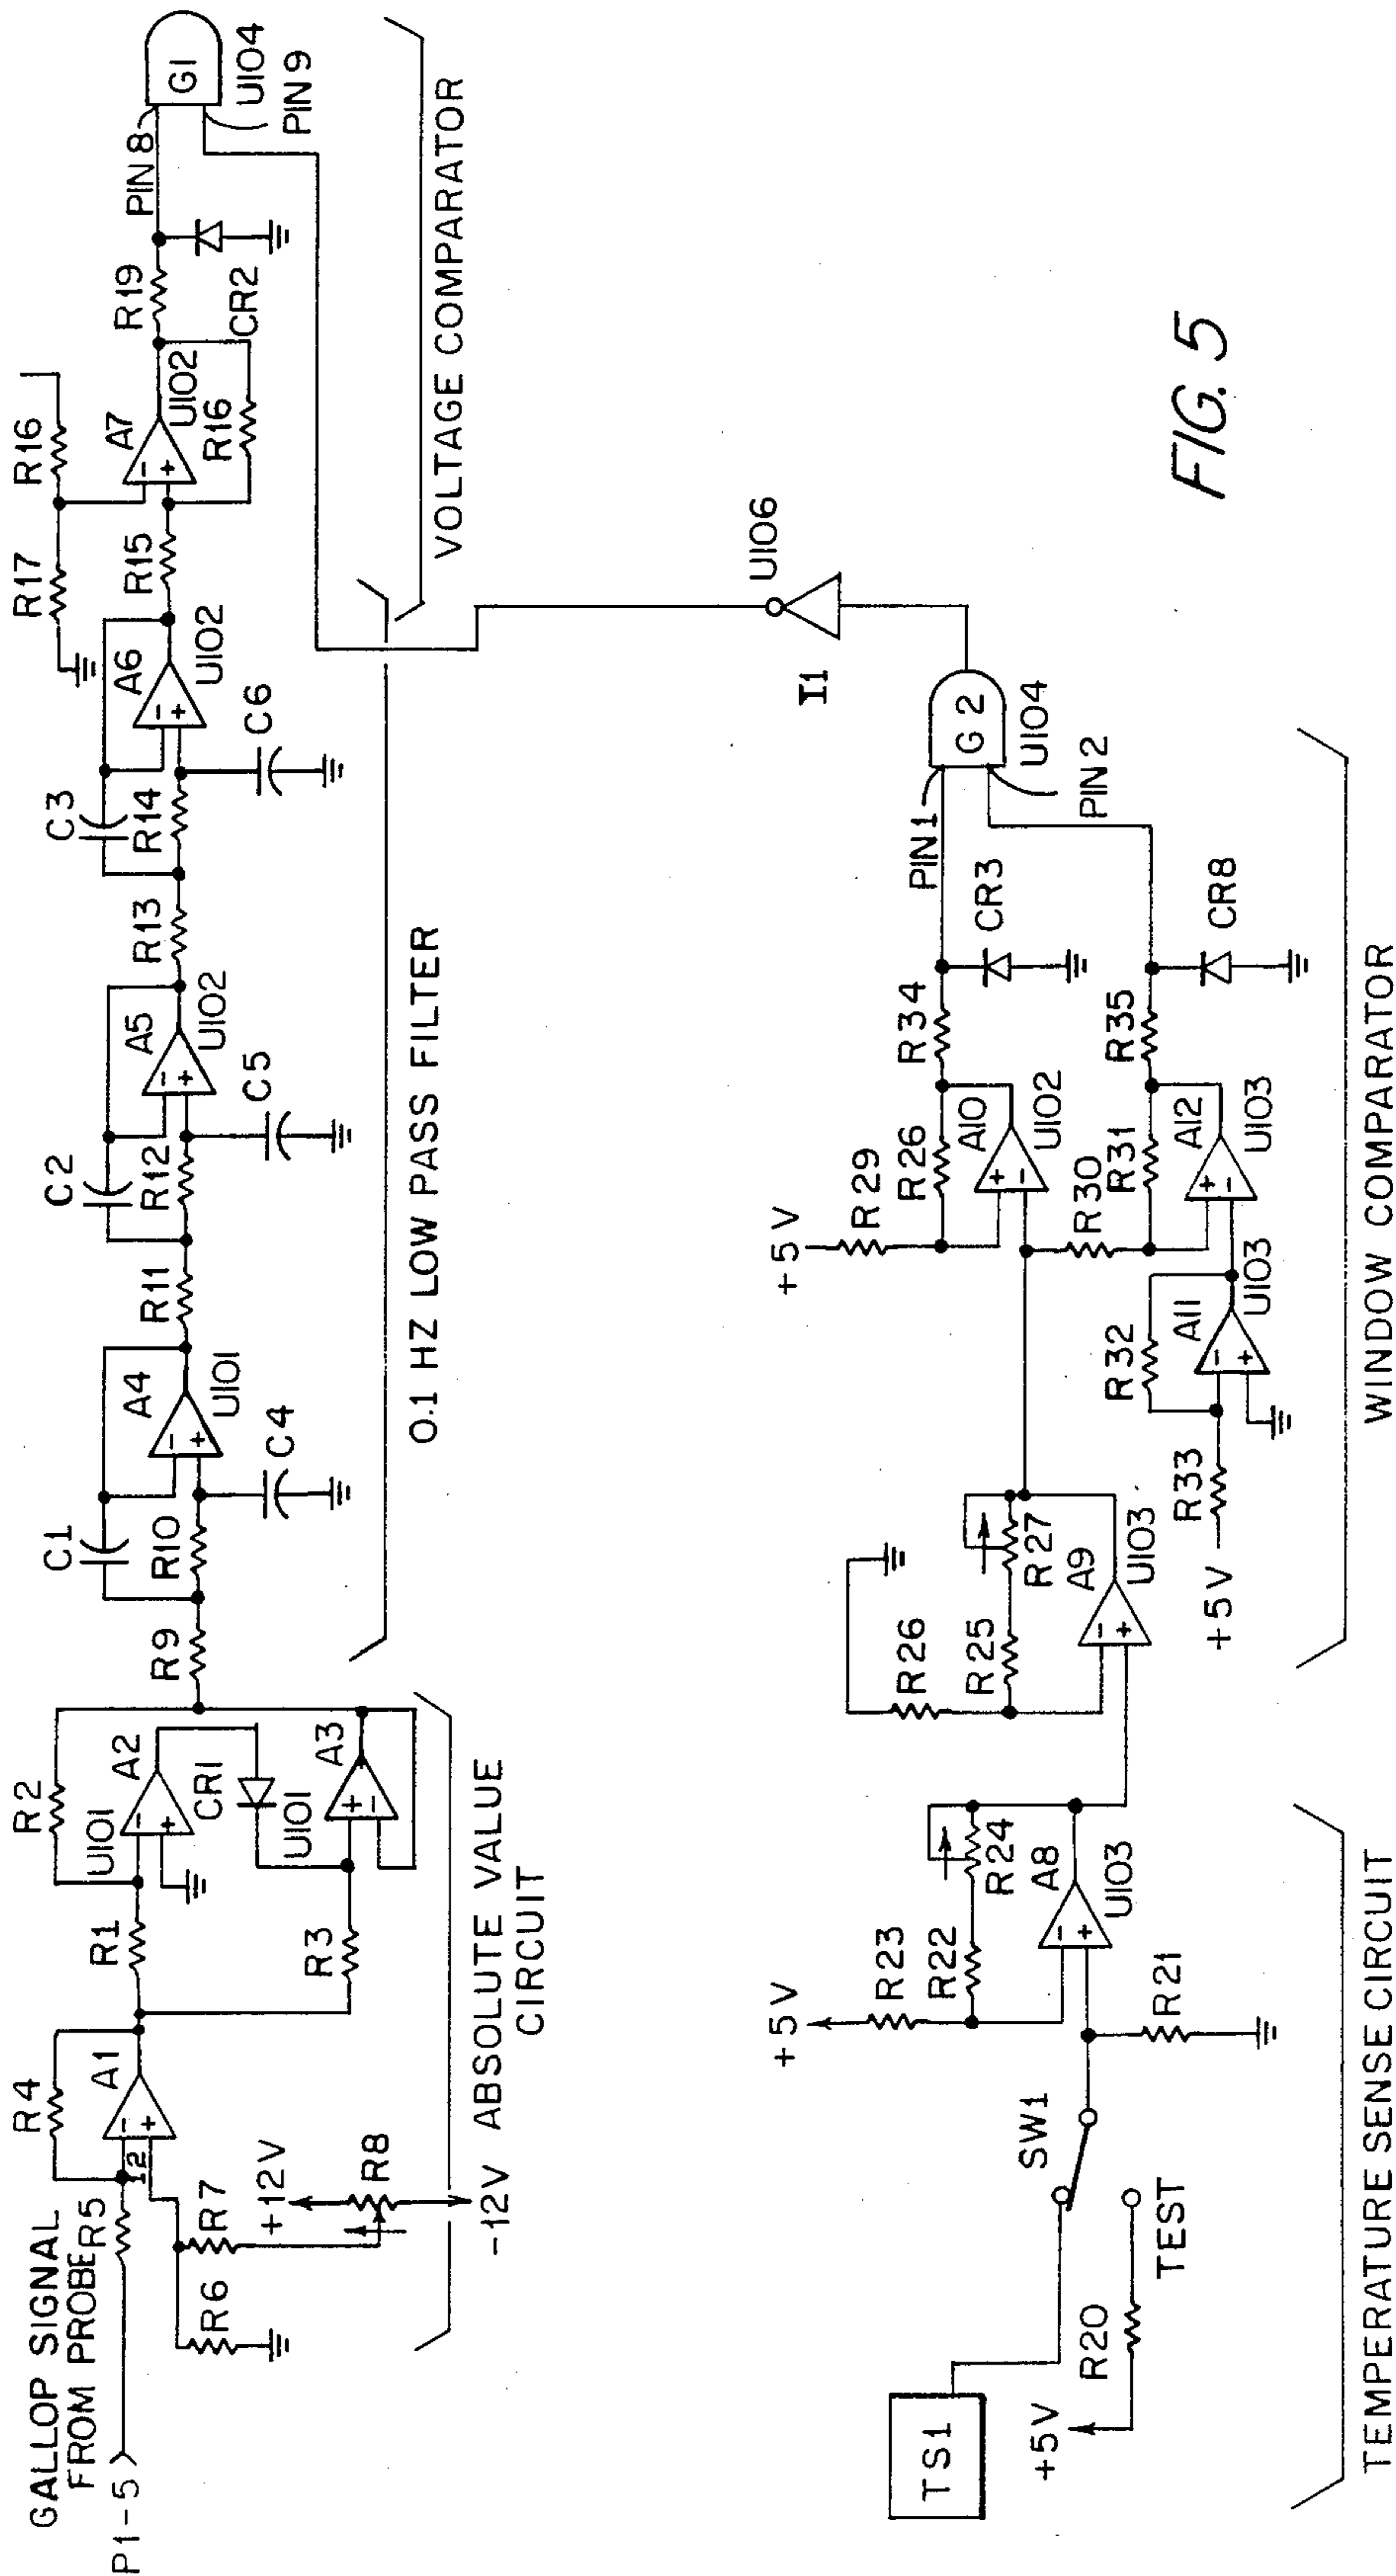 GALLOP SIGNAL
FROM PROBE
P1-5
R5
R4
A1
12
R6
R7
+12V
R8
-12V
R1
R3
R2
U101
A2
CR1
U101
A3
ABSOLUTE VALUE
CIRCUIT
R9
C1
R10
A4
U101
C4
R11
C2
R12
A5
U102
C5
R13
C3
R14
A6
U102
C6
0.1 HZ LOW PASS FILTER
R15
R17
R16
A7
U102
R16
R19
CR2
PIN 8
G1
U104
PIN 9
VOLTAGE COMPARATOR
TS1
+5V
R20
TEST
SW1
R21
+5V
R23
R22
R24
A8
U103
TEMPERATURE SENSE CIRCUIT
R26
R25
R27
A9
U103
+5V
R33
R32
A11
U103
+5V
R29
R26
A10
U102
R30
R31
A12
U103
R34
R35
CR3
CR8
PIN 1
PIN 2
G2
U104
WINDOW COMPARATOR
I1
U106
FIG. 5